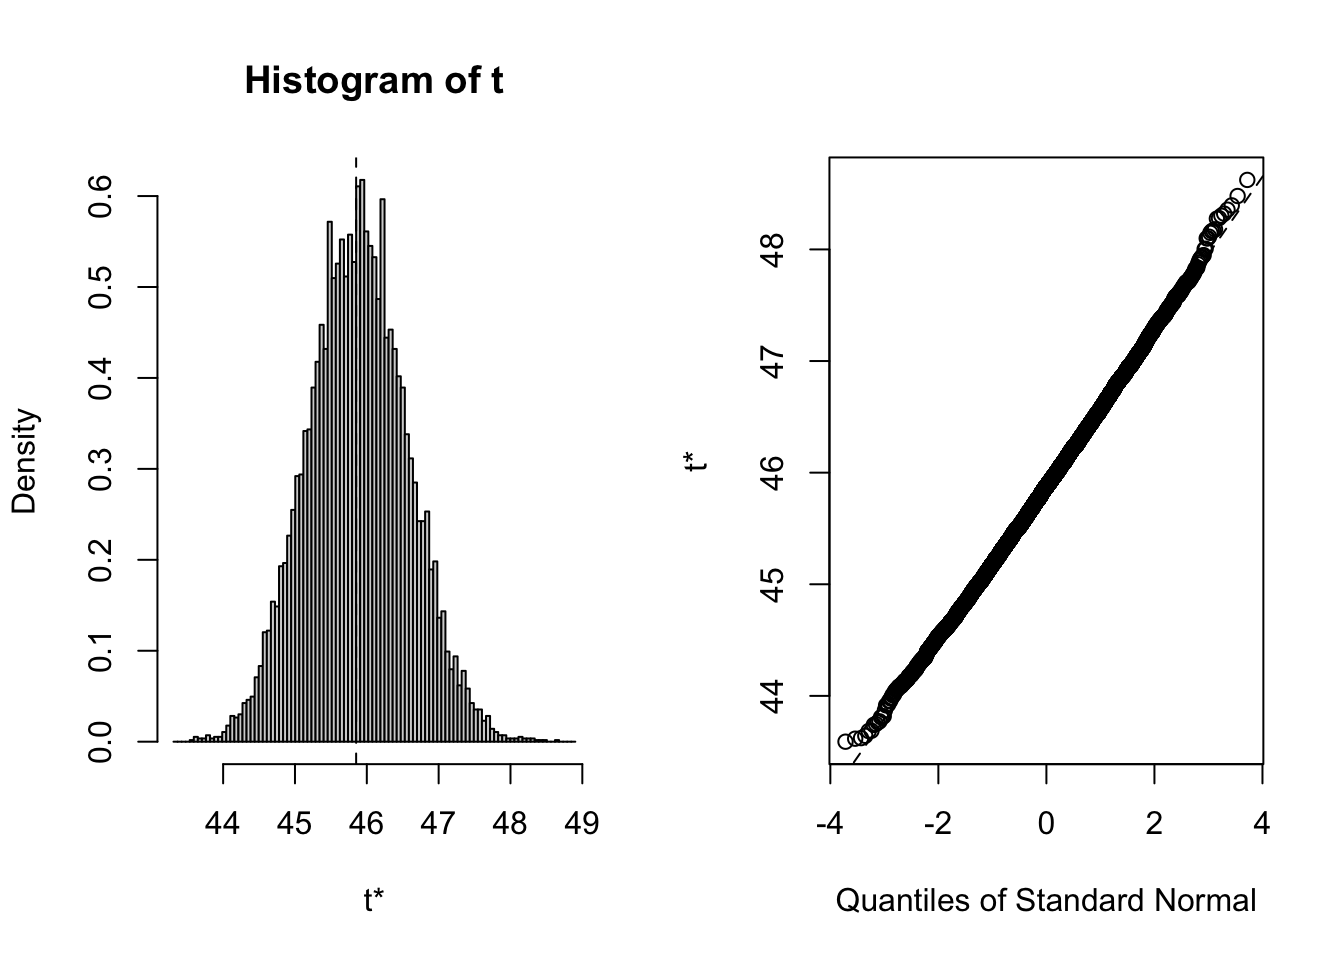 Histogram of t
Density
0.0 0.1 0.2 0.3 0.4 0.5 0.6
44 45 46 47 48 49
t*
t*
44 45 46 47 48
-4 -2 0 2 4
Quantiles of Standard Normal